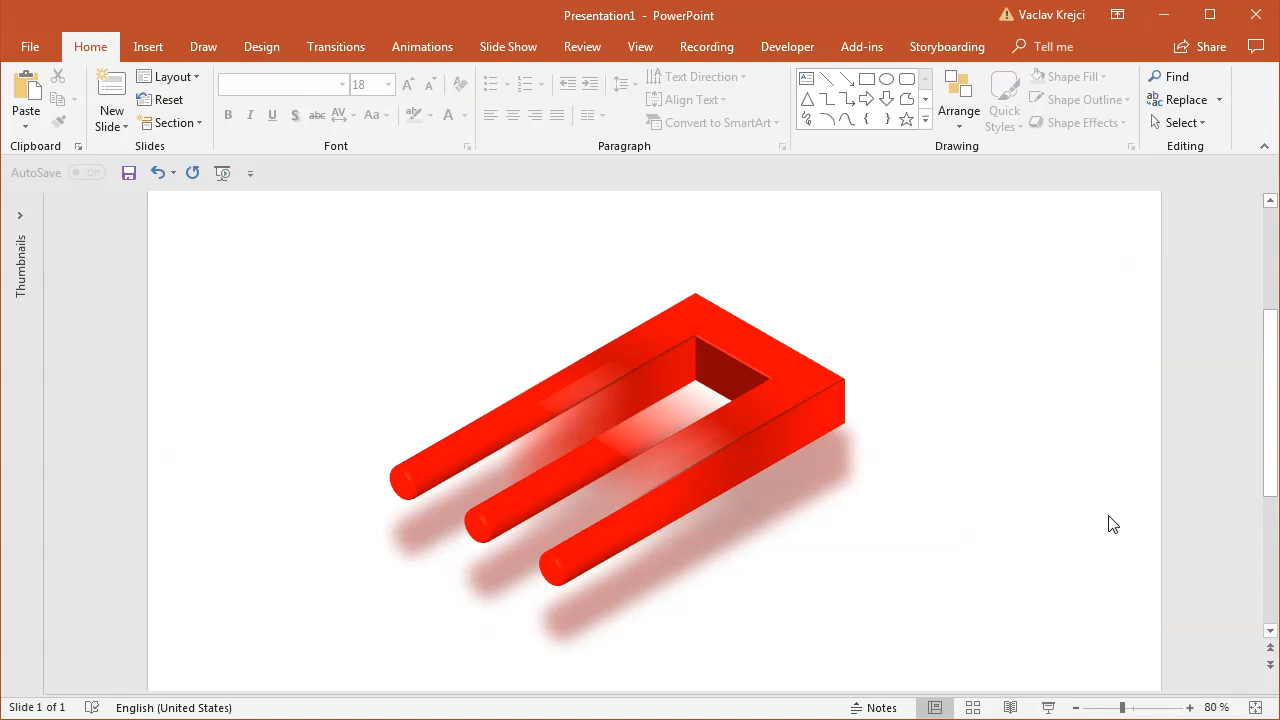 Presentation1 - PowerPoint
Vaclav Krejci
File Home Insert Draw Design Transitions Animations Slide Show Review View Recording Developer Add-ins Storyboarding Tell me Share
Paste
New Slide
Layout
Reset
Section
18
B I U S abc AV Aa A
Text Direction
Align Text
Convert to SmartArt
Arrange
Quick Styles
Shape Fill
Shape Outline
Shape Effects
Find
Replace
Select
Clipboard Slides Font Paragraph Drawing Editing
AutoSave Off
Thumbnails
Slide 1 of 1 English (United States) Notes 80 %